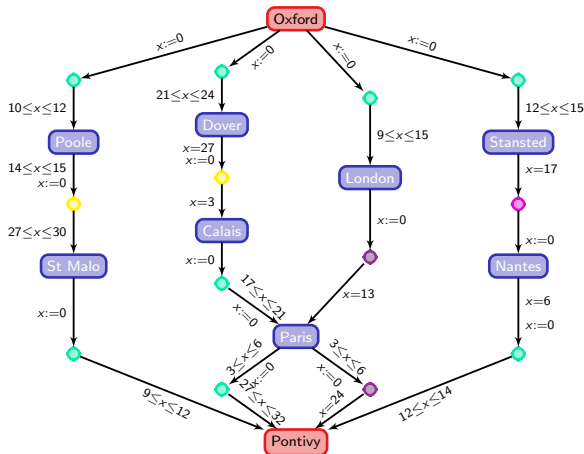 Oxford
x:=0
x:=0
x:=0
x:=0
10≤x≤12
21≤x≤24
9≤x≤15
12≤x≤15
Poole
Dover
London
Stansted
14≤x≤15
x:=0
x=27
x:=0
x:=0
x=17
27≤x≤30
x=3
x:=0
St Malo
Calais
Nantes
x:=0
x:=0
x=13
x=6
x:=0
17≤x≤21
x:=0
Paris
3≤x≤6
x:=0
3≤x≤6
x:=0
9≤x≤12
27≤x≤32
x=24
12≤x≤14
Pontivy